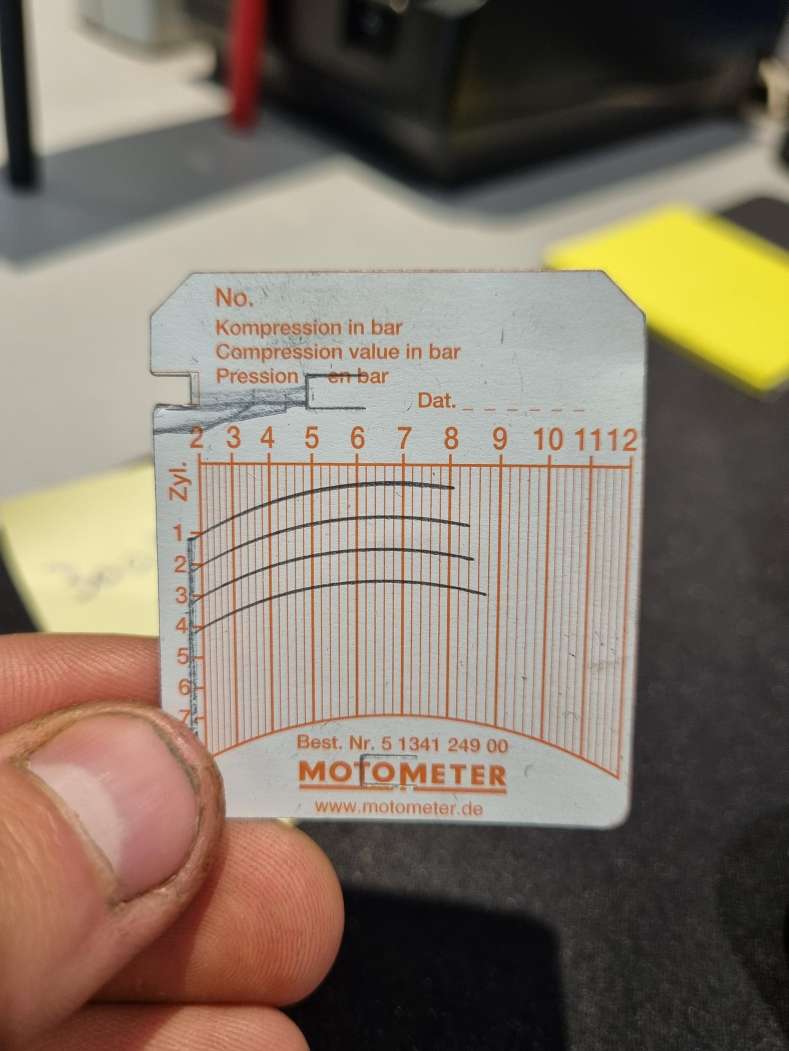 No.
Kompression in bar
Compression value in bar
Pression en bar
Dat.
2 3 4 5 6 7 8 9 10 11 12
Zyl.
1
2
3
4
5
6
7
Best. Nr. 5 1341 249 00
MOTOMETER
www.motometer.de